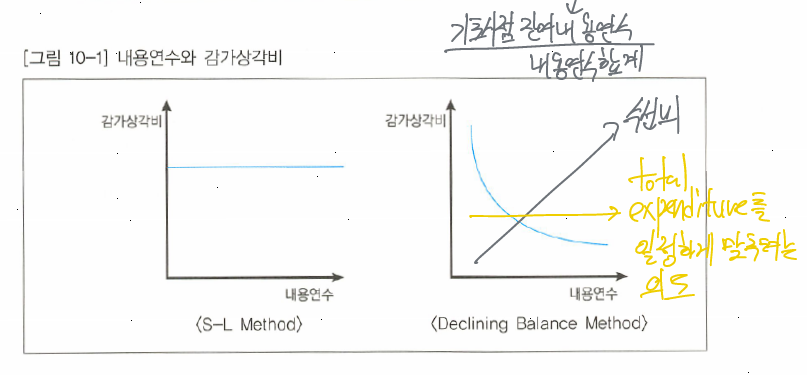 기초시점 잔여내용연수
내용연수합계
[그림 10-1] 내용연수와 감가상각비
감가상각비
내용연수
〈S-L Method〉
감가상각비
수선비
total
expenditure를
일정하게 만드려는
의도
내용연수
〈Declining Balance Method〉